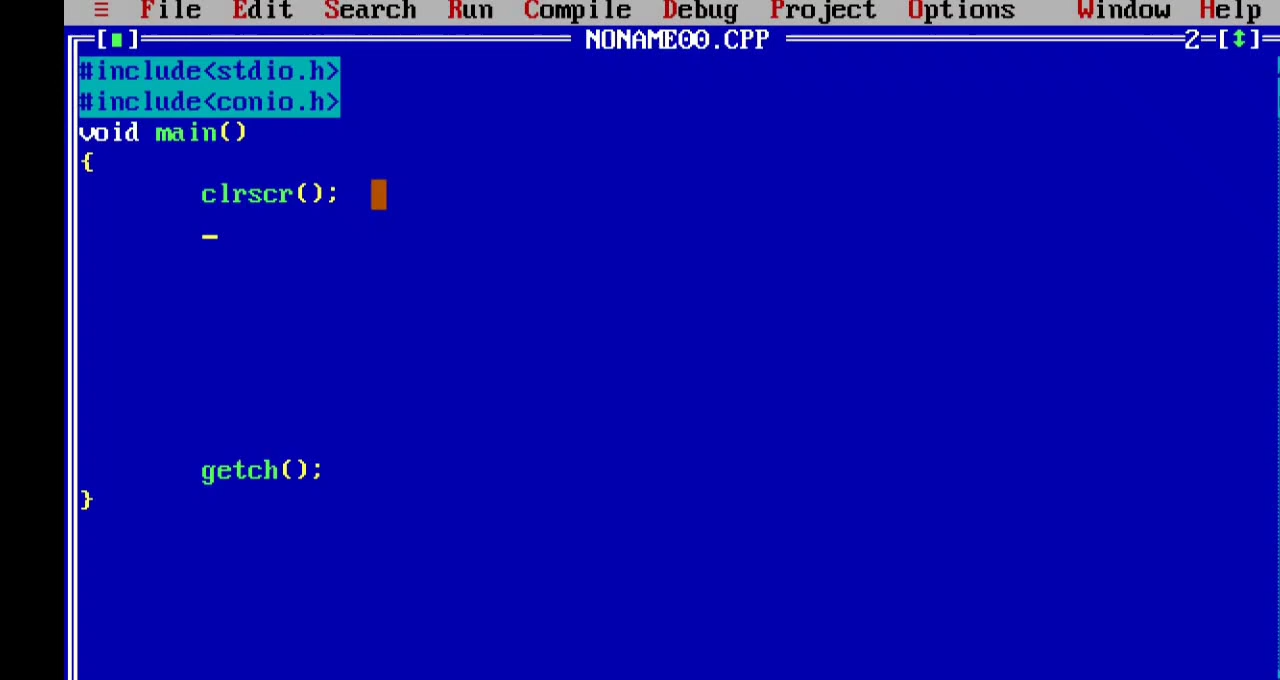 ≡ File Edit Search Run Compile Debug Project Options Window Help
[■] NONAME00.CPP 2=[↕]
#include<stdio.h>
#include<conio.h>
void main()
{
clrscr();
getch();
}